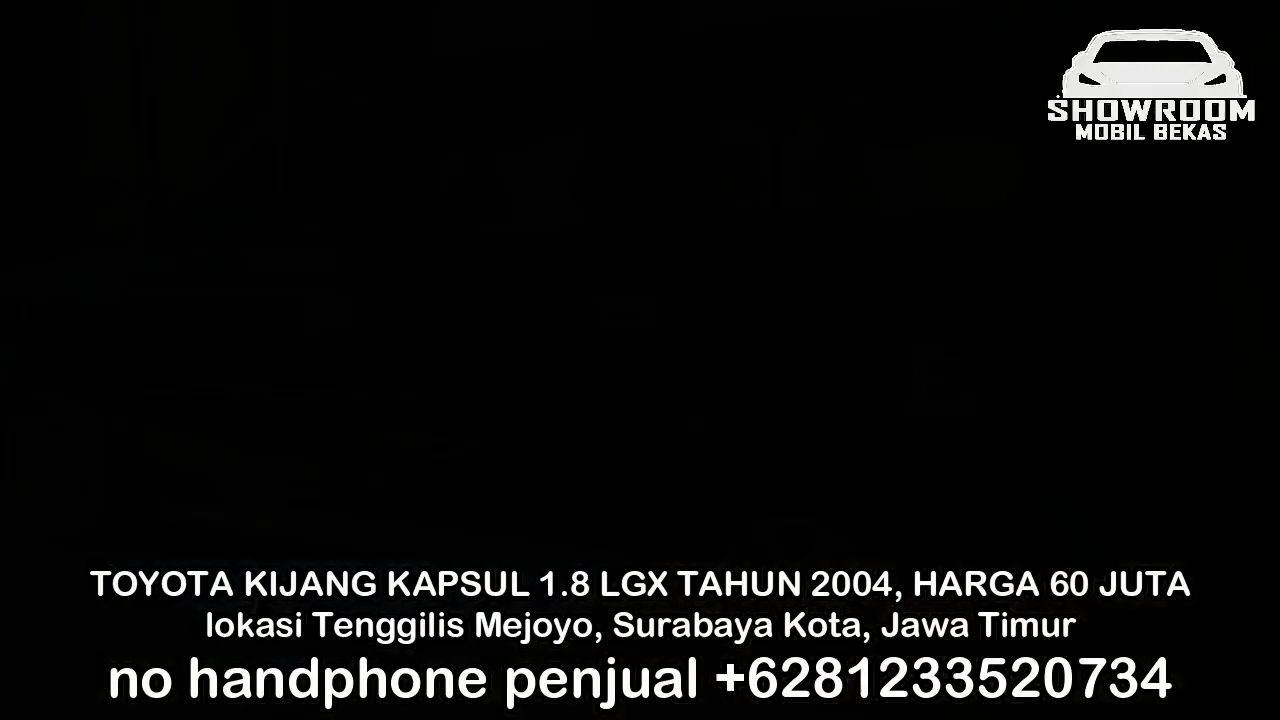 SHOWROOM
MOBIL BEKAS
TOYOTA KIJANG KAPSUL 1.8 LGX TAHUN 2004, HARGA 60 JUTA
lokasi Tenggilis Mejoyo, Surabaya Kota, Jawa Timur
no handphone penjual +6281233520734